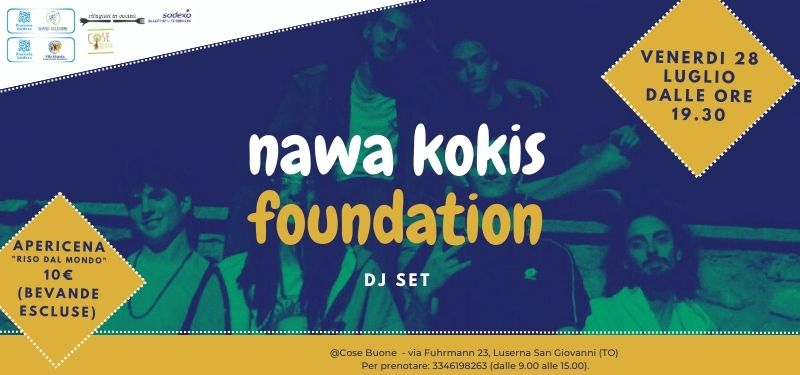 rifugiati in cucina
sodexo
COSE
VENERDI 28
LUGLIO
DALLE ORE
19.30
nawa kokis
foundation
DJ SET
APERICENA
"RISO DAL MONDO"
10€
(BEVANDE
ESCLUSE)
@Cose Buone - via Fuhrmann 23, Luserna San Giovanni (TO)
Per prenotare: 3346198263 (dalle 9.00 alle 15.00).